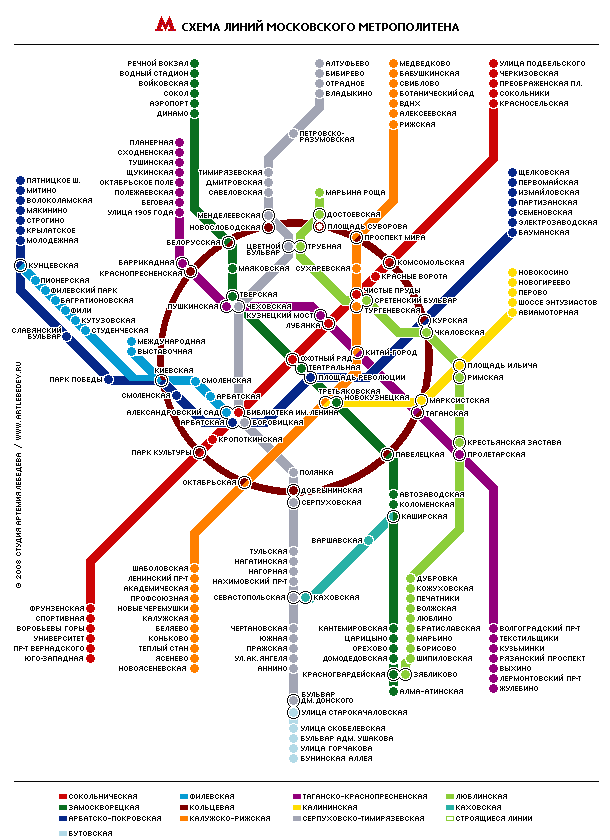 СХЕМА ЛИНИЙ МОСКОВСКОГО МЕТРОПОЛИТЕНА
РЕЧНОЙ ВОКЗАЛ
ВОДНЫЙ СТАДИОН
ВОЙКОВСКАЯ
СОКОЛ
АЭРОПОРТ
ДИНАМО
АЛТУФЬЕВО
БИБИРЕВО
ОТРАДНОЕ
ВЛАДЫКИНО
ПЕТРОВСКО-
РАЗУМОВСКАЯ
МЕДВЕДКОВО
БАБУШКИНСКАЯ
СВИБЛОВО
БОТАНИЧЕСКИЙ САД
ВДНХ
АЛЕКСЕЕВСКАЯ
РИЖСКАЯ
УЛИЦА ПОДБЕЛЬСКОГО
ЧЕРКИЗОВСКАЯ
ПРЕОБРАЖЕНСКАЯ ПЛ.
СОКОЛЬНИКИ
КРАСНОСЕЛЬСКАЯ
ПЛАНЕРНАЯ
СХОДНЕНСКАЯ
ТУШИНСКАЯ
ЩУКИНСКАЯ
ОКТЯБРЬСКОЕ ПОЛЕ
ПОЛЕЖАЕВСКАЯ
БЕГОВАЯ
УЛИЦА 1905 ГОДА
ТИМИРЯЗЕВСКАЯ
ДМИТРОВСКАЯ
САВЕЛОВСКАЯ
МАРЬИНА РОЩА
ПЯТНИЦКОЕ Ш.
МИТИНО
ВОЛОКОЛАМСКАЯ
МЯКИНИНО
СТРОГИНО
КРЫЛАТСКОЕ
МОЛОДЕЖНАЯ
ЩЕЛКОВСКАЯ
ПЕРВОМАЙСКАЯ
ИЗМАЙЛОВСКАЯ
ПАРТИЗАНСКАЯ
СЕМЕНОВСКАЯ
ЭЛЕКТРОЗАВОДСКАЯ
БАУМАНСКАЯ
МЕНДЕЛЕЕВСКАЯ
НОВОСЛОБОДСКАЯ
ДОСТОЕВСКАЯ
ПЛОЩАДЬ СУВОРОВА
БЕЛОРУССКАЯ
ЦВЕТНОЙ
БУЛЬВАР
ТРУБНАЯ
ПРОСПЕКТ МИРА
КУНЦЕВСКАЯ
ПИОНЕРСКАЯ
ФИЛЕВСКИЙ ПАРК
БАГРАТИОНОВСКАЯ
ФИЛИ
КУТУЗОВСКАЯ
СТУДЕНЧЕСКАЯ
БАРРИКАДНАЯ
КРАСНОПРЕСНЕНСКАЯ
МАЯКОВСКАЯ
СУХАРЕВСКАЯ
КОМСОМОЛЬСКАЯ
КРАСНЫЕ ВОРОТА
НОВОКОСИНО
НОВОГИРЕЕВО
ПЕРОВО
ШОССЕ ЭНТУЗИАСТОВ
АВИАМОТОРНАЯ
ТВЕРСКАЯ
ПУШКИНСКАЯ
ЧЕХОВСКАЯ
КУЗНЕЦКИЙ МОСТ
ЛУБЯНКА
ЧИСТЫЕ ПРУДЫ
СРЕТЕНСКИЙ БУЛЬВАР
ТУРГЕНЕВСКАЯ
КУРСКАЯ
ЧКАЛОВСКАЯ
СЛАВЯНСКИЙ
БУЛЬВАР
МЕЖДУНАРОДНАЯ
ВЫСТАВОЧНАЯ
ОХОТНЫЙ РЯД
ТЕАТРАЛЬНАЯ
ПЛОЩАДЬ РЕВОЛЮЦИИ
КИТАЙ-ГОРОД
ПЛОЩАДЬ ИЛЬИЧА
РИМСКАЯ
ПАРК ПОБЕДЫ
КИЕВСКАЯ
СМОЛЕНСКАЯ
СМОЛЕНСКАЯ
АРБАТСКАЯ
АЛЕКСАНДРОВСКИЙ САД
БИБЛИОТЕКА ИМ. ЛЕНИНА
АРБАТСКАЯ
БОРОВИЦКАЯ
ТРЕТЬЯКОВСКАЯ
НОВОКУЗНЕЦКАЯ
МАРКСИСТСКАЯ
ТАГАНСКАЯ
КРОПОТКИНСКАЯ
ПАРК КУЛЬТУРЫ
ОКТЯБРЬСКАЯ
ПОЛЯНКА
ДОБРЫНИНСКАЯ
СЕРПУХОВСКАЯ
ПАВЕЛЕЦКАЯ
КРЕСТЬЯНСКАЯ ЗАСТАВА
ПРОЛЕТАРСКАЯ
АВТОЗАВОДСКАЯ
КОЛОМЕНСКАЯ
КАШИРСКАЯ
ВАРШАВСКАЯ
КАХОВСКАЯ
ТУЛЬСКАЯ
НАГАТИНСКАЯ
НАГОРНАЯ
НАХИМОВСКИЙ ПР-Т
СЕВАСТОПОЛЬСКАЯ
ЧЕРТАНОВСКАЯ
ЮЖНАЯ
ПРАЖСКАЯ
УЛ. АК. ЯНГЕЛЯ
АННИНО
БУЛЬВАР
ДМ. ДОНСКОГО
УЛИЦА СТАРОКАЧАЛОВСКАЯ
УЛИЦА СКОБЕЛЕВСКАЯ
БУЛЬВАР АДМ. УШАКОВА
УЛИЦА ГОРЧАКОВА
БУНИНСКАЯ АЛЛЕЯ
ШАБОЛОВСКАЯ
ЛЕНИНСКИЙ ПР-Т
АКАДЕМИЧЕСКАЯ
ПРОФСОЮЗНАЯ
НОВЫЕ ЧЕРЕМУШКИ
КАЛУЖСКАЯ
БЕЛЯЕВО
КОНЬКОВО
ТЕПЛЫЙ СТАН
ЯСЕНЕВО
НОВОЯСЕНЕВСКАЯ
ФРУНЗЕНСКАЯ
СПОРТИВНАЯ
ВОРОБЬЕВЫ ГОРЫ
УНИВЕРСИТЕТ
ПР-Т ВЕРНАДСКОГО
ЮГО-ЗАПАДНАЯ
КАНТЕМИРОВСКАЯ
ЦАРИЦЫНО
ОРЕХОВО
ДОМОДЕДОВСКАЯ
КРАСНОГВАРДЕЙСКАЯ
АЛМА-АТИНСКАЯ
ДУБРОВКА
КОЖУХОВСКАЯ
ПЕЧАТНИКИ
ВОЛЖСКАЯ
ЛЮБЛИНО
БРАТИСЛАВСКАЯ
МАРЬИНО
БОРИСОВО
ШИПИЛОВСКАЯ
ЗЯБЛИКОВО
ВОЛГОГРАДСКИЙ ПР-Т
ТЕКСТИЛЬЩИКИ
КУЗЬМИНКИ
РЯЗАНСКИЙ ПРОСПЕКТ
ВЫХИНО
ЛЕРМОНТОВСКИЙ ПР-Т
ЖУЛЕБИНО
© 2008 СТУДИЯ АРТЕМИЯ ЛЕБЕДЕВА / WWW.ARTLEBEDEV.RU
СОКОЛЬНИЧЕСКАЯ
ЗАМОСКВОРЕЦКАЯ
АРБАТСКО-ПОКРОВСКАЯ
БУТОВСКАЯ
ФИЛЕВСКАЯ
КОЛЬЦЕВАЯ
КАЛУЖСКО-РИЖСКАЯ
ТАГАНСКО-КРАСНОПРЕСНЕНСКАЯ
КАЛИНИНСКАЯ
СЕРПУХОВСКО-ТИМИРЯЗЕВСКАЯ
ЛЮБЛИНСКАЯ
КАХОВСКАЯ
СТРОЯЩИЕСЯ ЛИНИИ